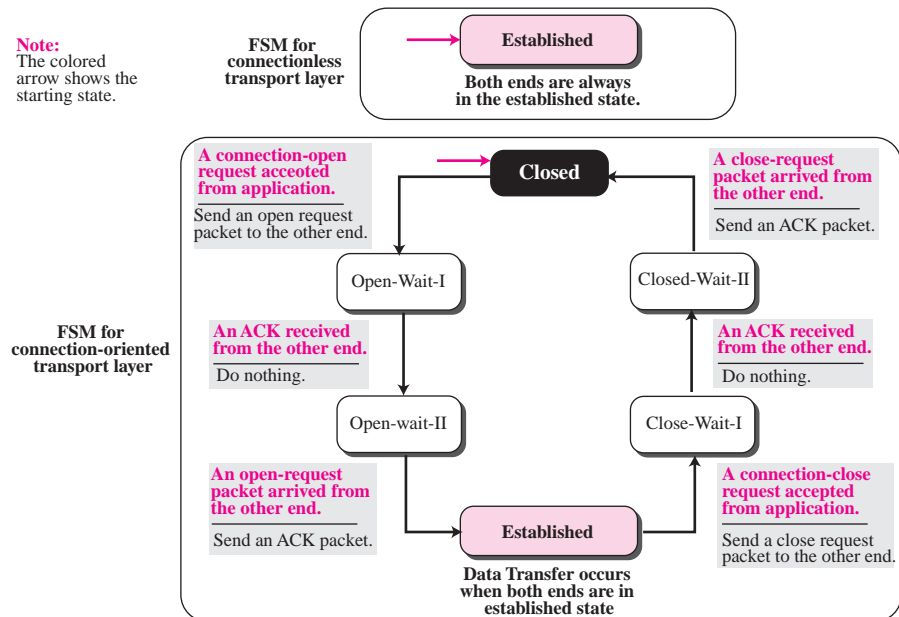 Note:
The colored
arrow shows the
starting state.
FSM for
connectionless
transport layer
Established
Both ends are always
in the established state.
FSM for
connection-oriented
transport layer
A connection-open
request acceoted
from application.
Send an open request
packet to the other end.
Closed
A close-request
packet arrived from
the other end.
Send an ACK packet.
Open-Wait-I
Closed-Wait-II
An ACK received
from the other end.
Do nothing.
An ACK received
from the other end.
Do nothing.
Open-wait-II
Close-Wait-I
An open-request
packet arrived from
the other end.
Send an ACK packet.
Established
Data Transfer occurs
when both ends are in
established state
A connection-close
request accepted
from application.
Send a close request
packet to the other end.